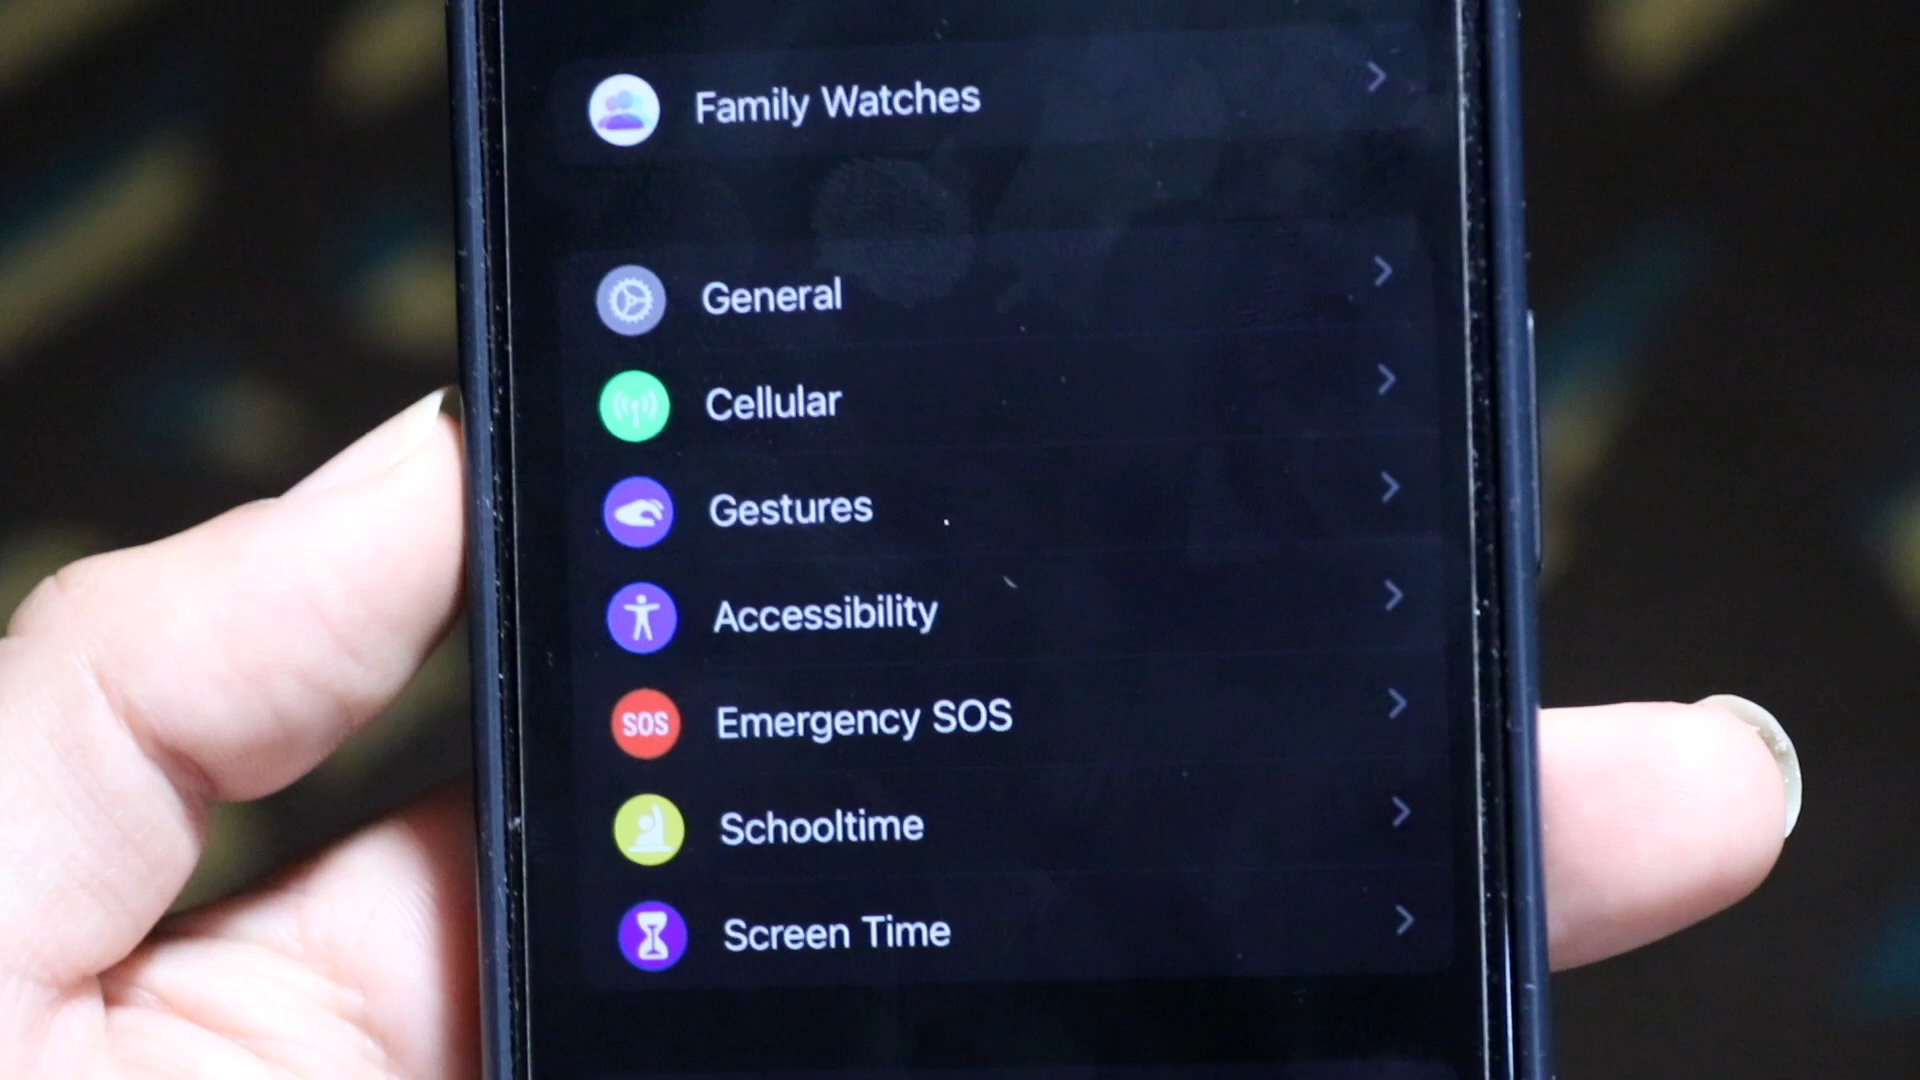 Family Watches
General
Cellular
Gestures
Accessibility
SOS Emergency SOS
Schooltime
Screen Time